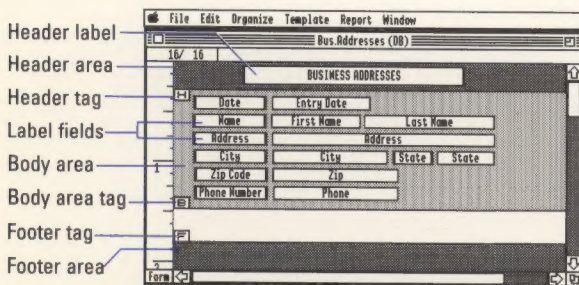 File Edit Organize Template Report Window
Bus.Addresses (DB)
16/ 16
Header label
BUSINESS ADDRESSES
Header area
Header tag
H
Date Entry Date
Label fields
Name First Name Last Name
Address Address
Body area
1
City City State State
Zip Code Zip
Body area tag
Phone Number Phone
B
Footer tag
F
Footer area
2
Form